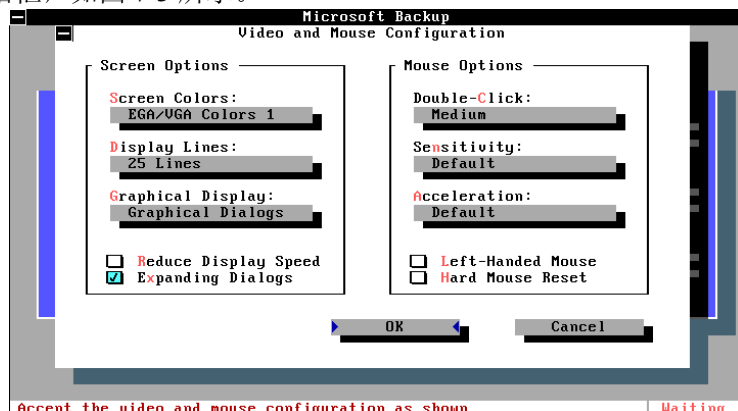 Microsoft Backup
Video and Mouse Configuration
Screen Options
Screen Colors:
EGA/VGA Colors 1
Display Lines:
25 Lines
Graphical Display:
Graphical Dialogs
Reduce Display Speed
Expanding Dialogs
Mouse Options
Double-Click:
Medium
Sensitivity:
Default
Acceleration:
Default
Left-Handed Mouse
Hard Mouse Reset
OK
Cancel
Accept the video and mouse configuration as shown
Waiting